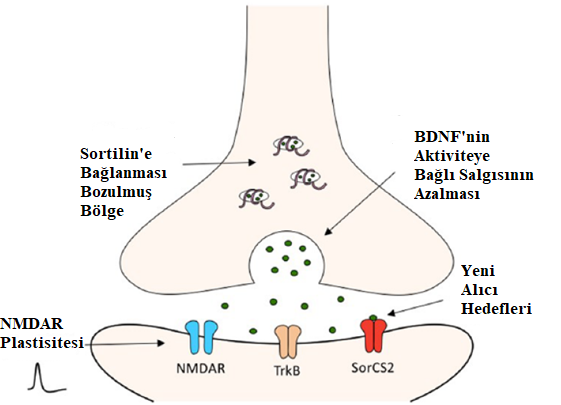 Sortilin'e
Bağlanması
Bozulmuş
Bölge
BDNF'nin
Aktiviteye
Bağlı Salgısının
Azalması
Yeni
Alıcı
Hedefleri
NMDAR
Plastisitesi
NMDAR
TrkB
SorCS2